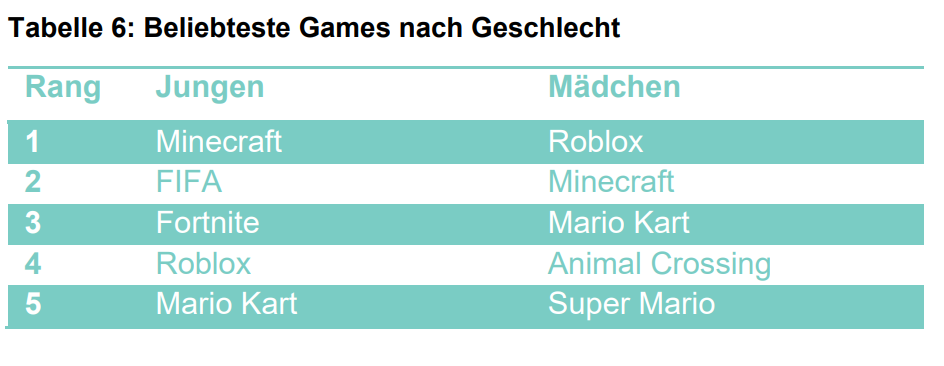 Tabelle 6: Beliebteste Games nach Geschlecht
Rang Jungen Mädchen
1 Minecraft Roblox
2 FIFA Minecraft
3 Fortnite Mario Kart
4 Roblox Animal Crossing
5 Mario Kart Super Mario